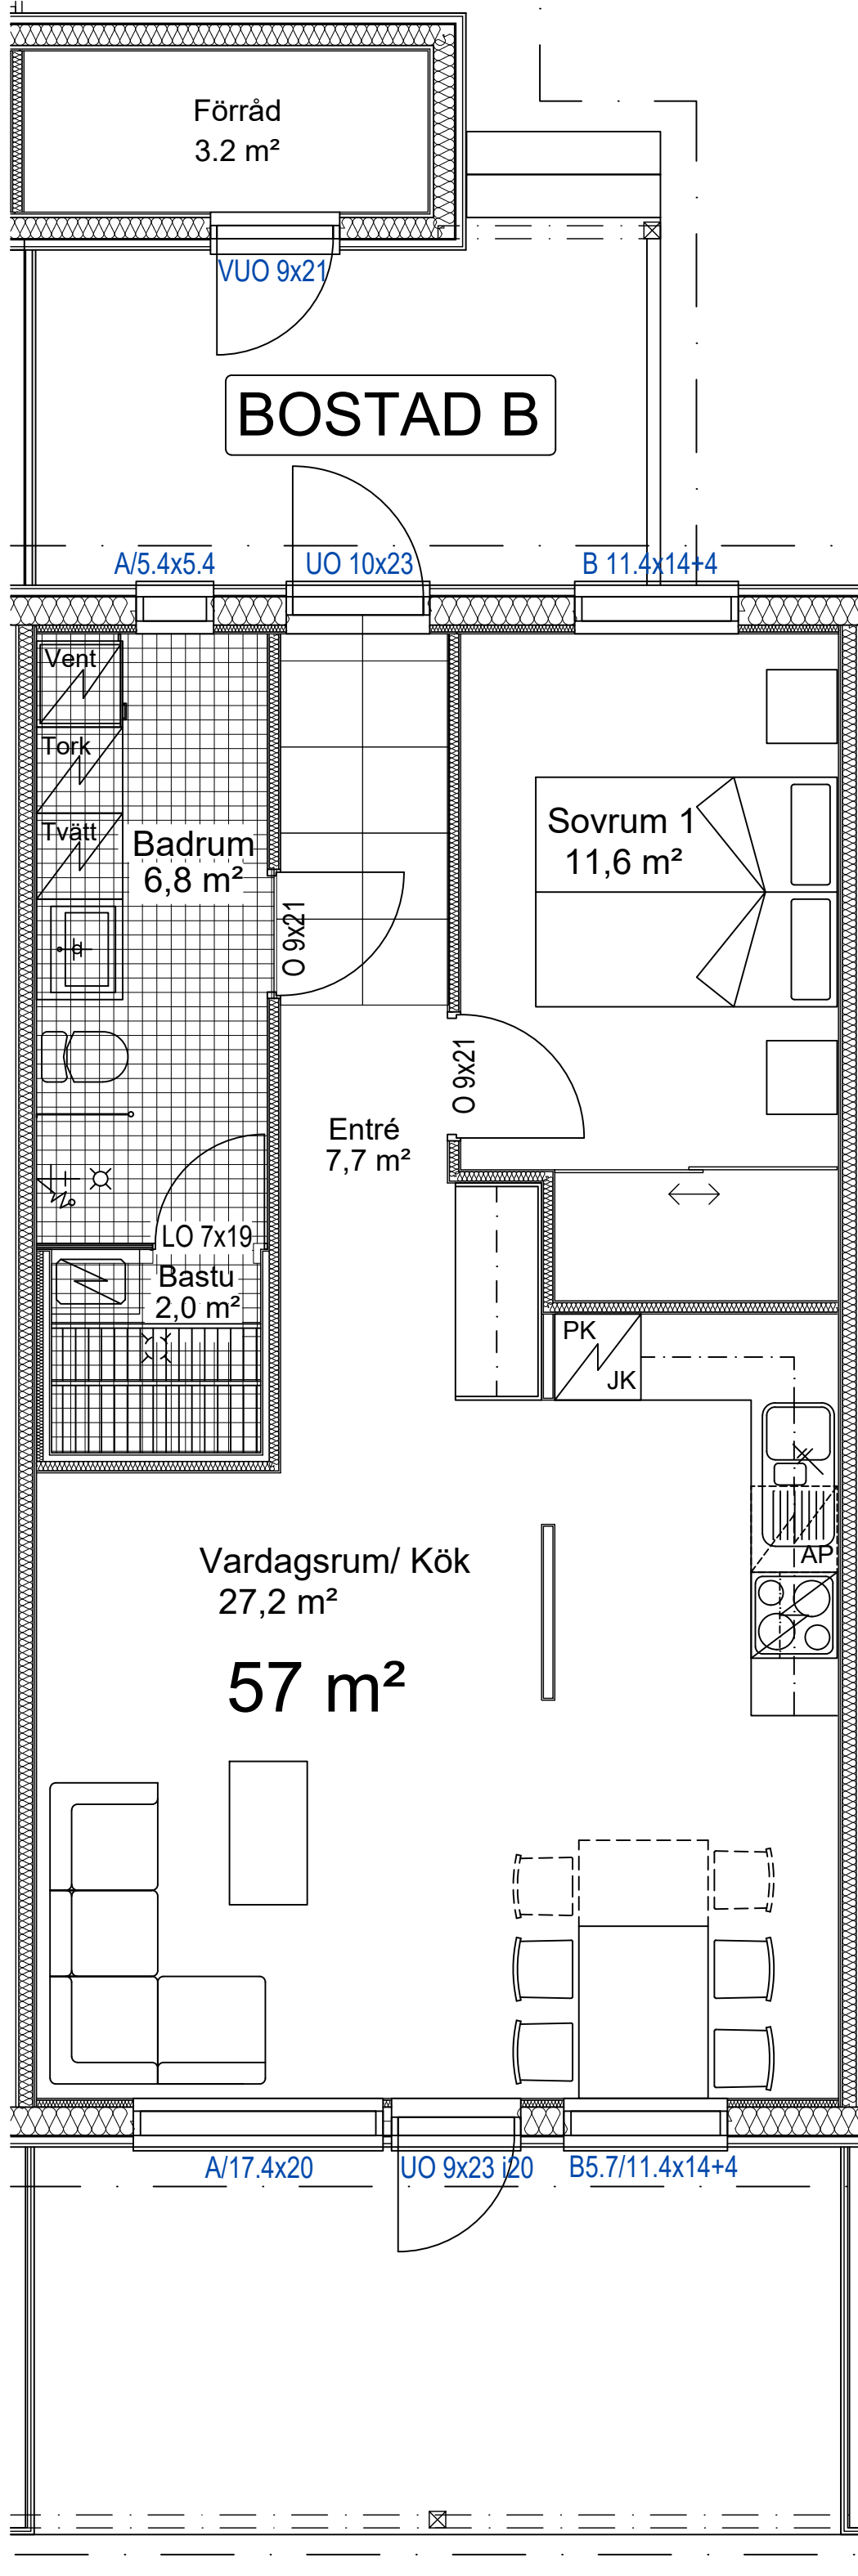 Förråd
3.2 m²
VUO 9x21
BOSTAD B
A/5.4x5.4
UO 10x23
B 11.4x14+4
Vent
Tork
Tvätt
Badrum
6,8 m²
O 9x21
Sovrum 1
11,6 m²
O 9x21
Entré
7,7 m²
LO 7x19
Bastu
2,0 m²
PK
JK
AP
Vardagsrum/ Kök
27,2 m²
57 m²
A/17.4x20
UO 9x23 i20
B5.7/11.4x14+4